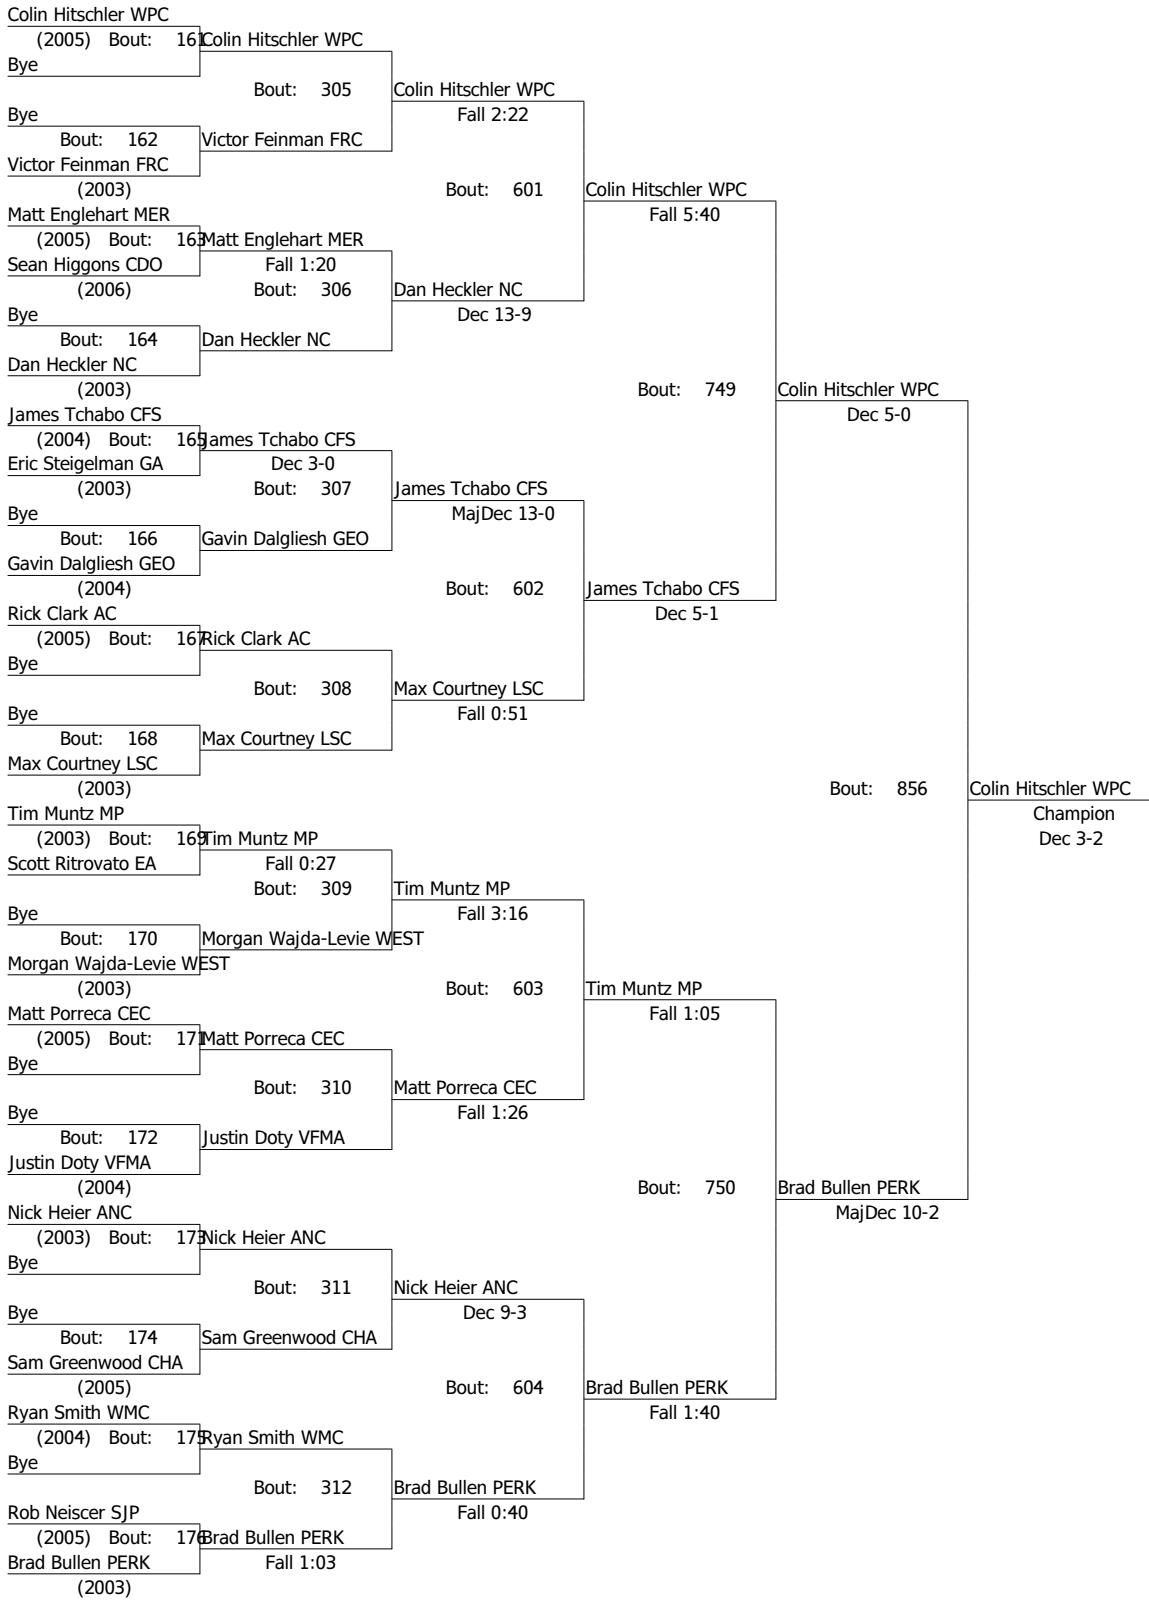 Colin Hitschler WPC
(2005) Bout: 161 Colin Hitschler WPC
Bye
Bout: 305 Colin Hitschler WPC
Bye Fall 2:22
Bout: 162 Victor Feinman FRC
Victor Feinman FRC
(2003) Bout: 601 Colin Hitschler WPC
Matt Englehart MER Fall 5:40
(2005) Bout: 163 Matt Englehart MER
Sean Higgons CDO Fall 1:20
(2006) Bout: 306 Dan Heckler NC
Bye Dec 13-9
Bout: 164 Dan Heckler NC
Dan Heckler NC
(2003) Bout: 749 Colin Hitschler WPC
James Tchabo CFS Dec 5-0
(2004) Bout: 165 James Tchabo CFS
Eric Steigelman GA Dec 3-0
(2003) Bout: 307 James Tchabo CFS
Bye MajDec 13-0
Bout: 166 Gavin Dalgliesh GEO
Gavin Dalgliesh GEO
(2004) Bout: 602 James Tchabo CFS
Rick Clark AC Dec 5-1
(2005) Bout: 167 Rick Clark AC
Bye
Bout: 308 Max Courtney LSC
Bye Fall 0:51
Bout: 168 Max Courtney LSC
Max Courtney LSC
(2003) Bout: 856 Colin Hitschler WPC
Tim Muntz MP Champion
(2003) Bout: 169 Tim Muntz MP Dec 3-2
Scott Ritrovato EA Fall 0:27
Bout: 309 Tim Muntz MP
Bye Fall 3:16
Bout: 170 Morgan Wajda-Levie WEST
Morgan Wajda-Levie WEST
(2003) Bout: 603 Tim Muntz MP
Matt Porreca CEC Fall 1:05
(2005) Bout: 171 Matt Porreca CEC
Bye
Bout: 310 Matt Porreca CEC
Bye Fall 1:26
Bout: 172 Justin Doty VFMA
Justin Doty VFMA
(2004) Bout: 750 Brad Bullen PERK
Nick Heier ANC MajDec 10-2
(2003) Bout: 173 Nick Heier ANC
Bye
Bout: 311 Nick Heier ANC
Bye Dec 9-3
Bout: 174 Sam Greenwood CHA
Sam Greenwood CHA
(2005) Bout: 604 Brad Bullen PERK
Ryan Smith WMC Fall 1:40
(2004) Bout: 175 Ryan Smith WMC
Bye
Bout: 312 Brad Bullen PERK
Rob Neiscer SJP Fall 0:40
(2005) Bout: 176 Brad Bullen PERK
Brad Bullen PERK Fall 1:03
(2003)